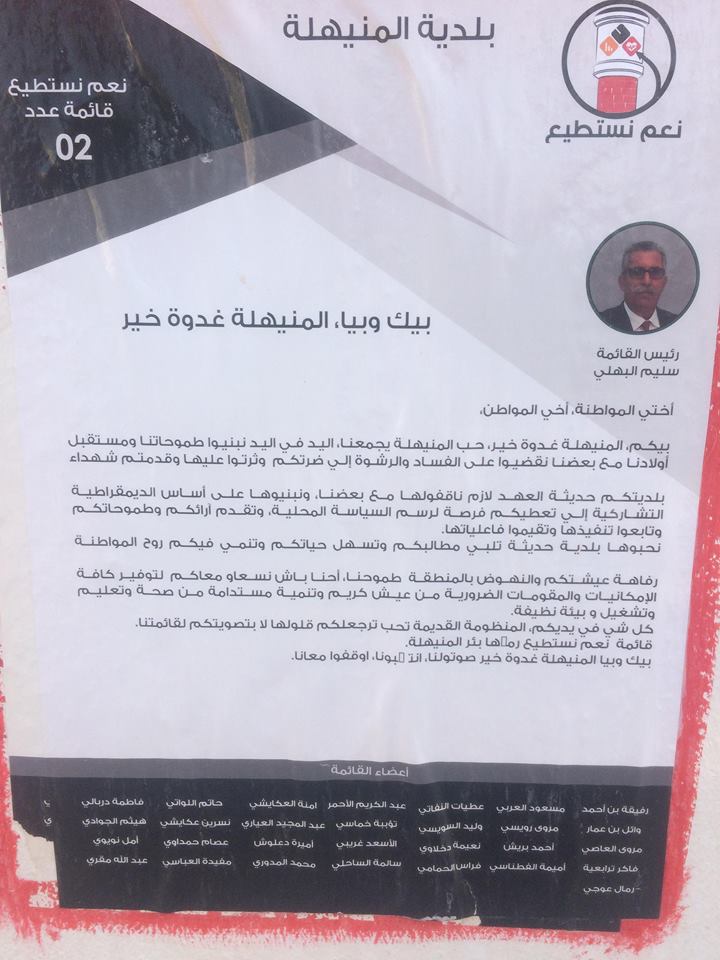 بلدية المنيهلة
نعم نستطيع
نعم نستطيع
قائمة عدد
02
بيك وبيا، المنيهلة غدوة خير
رئيس القائمة
سليم البهلي
أختي المواطنة، أخي المواطن،
بيكم، المنيهلة غدوة خير، حب المنيهلة يجمعنا، اليد في اليد نبنيوا طموحاتنا ومستقبل
أولادنا مع بعضنا نقضيوا على الفساد والرشوة إلي ضرتكم وثرتوا عليها وقدمتم شهداء
بلديتكم حديثة العهد لازم ناقفولها مع بعضنا، ونبنيوها على أساس الديمقراطية
التشاركية إلي تعطيكم فرصة لرسم السياسة المحلية، وتقدم آرائكم وطموحاتكم
وتابعوا تنفيذها وتقيموا فاعلياتها.
نحبوها بلدية حديثة تلبي مطالبكم وتسهل حياتكم وتنمي فيكم روح المواطنة
رفاهة عيشتكم والنهوض بالمنطقة طموحنا، أحنا باش نسعاو معاكم لتوفير كافة
الإمكانيات والمقومات الضرورية من عيش كريم وتنمية مستدامة من صحة وتعليم
وتشغيل و بيئة نظيفة.
كل شي في يديكم، المنظومة القديمة تحب ترجعلكم قلولها لا بتصويتكم لقائمتنا.
قائمة نعم نستطيع بئر المنيهلة.
بيك وبيا المنيهلة غدوة خير صوتولنا، اوقفوا معانا.
أعضاء القائمة
رفيقة بن أحمد مسعود العربي عطيات النفاتي عبد الكريم الأحمر امنة العكايشي حاتم اللواتي فاطمة دربالي
وائل بن عمار مروى رويسي وليد السويسي تؤيبة خماسي عبد المجيد العياري نسرين عكايشي هيثم الجوادي
مروى العاصي أحمد بريش نعيمة دخلاوي الأسعد غريبي أميرة دعلوش عصام حمداوي أمل نويوي
فاكر ترابعية أميمة الفطناسي فراس الحمامي سالمة الساحلي محمد المدوري مفيدة العباسي عبد الله مقري
رمال عوجي